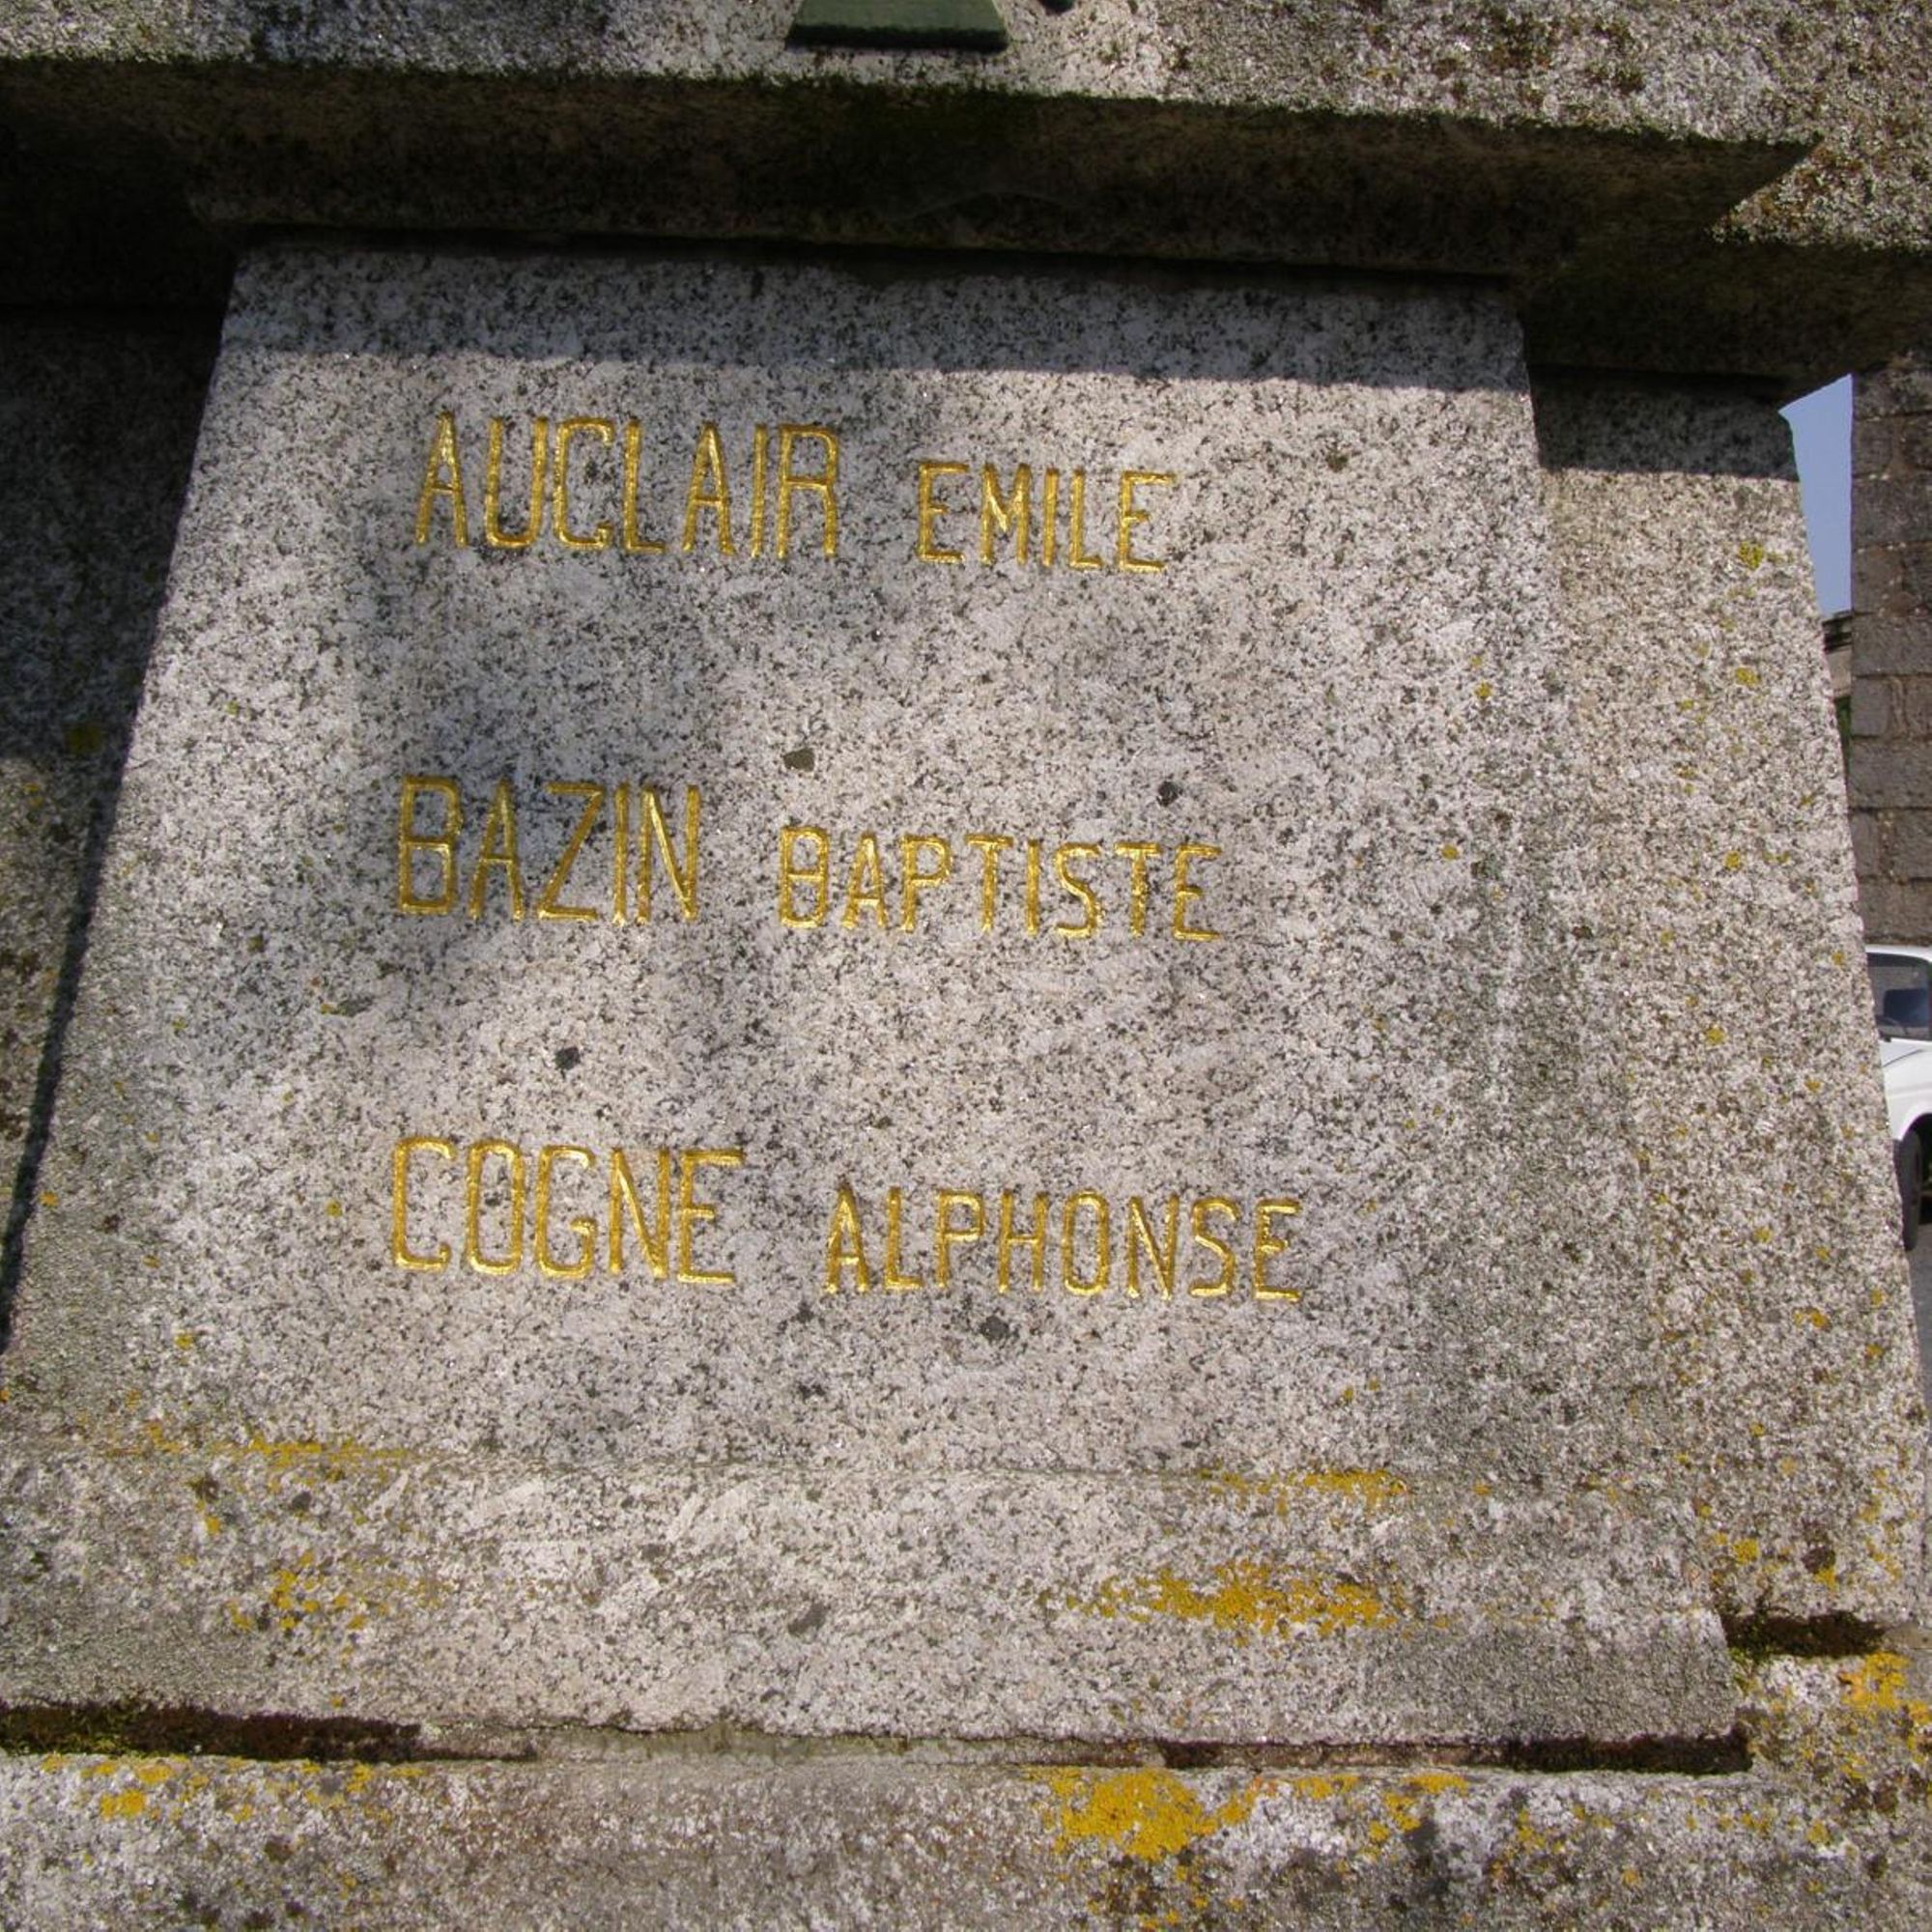 AUCLAIR EMILE
BAZIN BAPTISTE
COGNE ALPHONSE